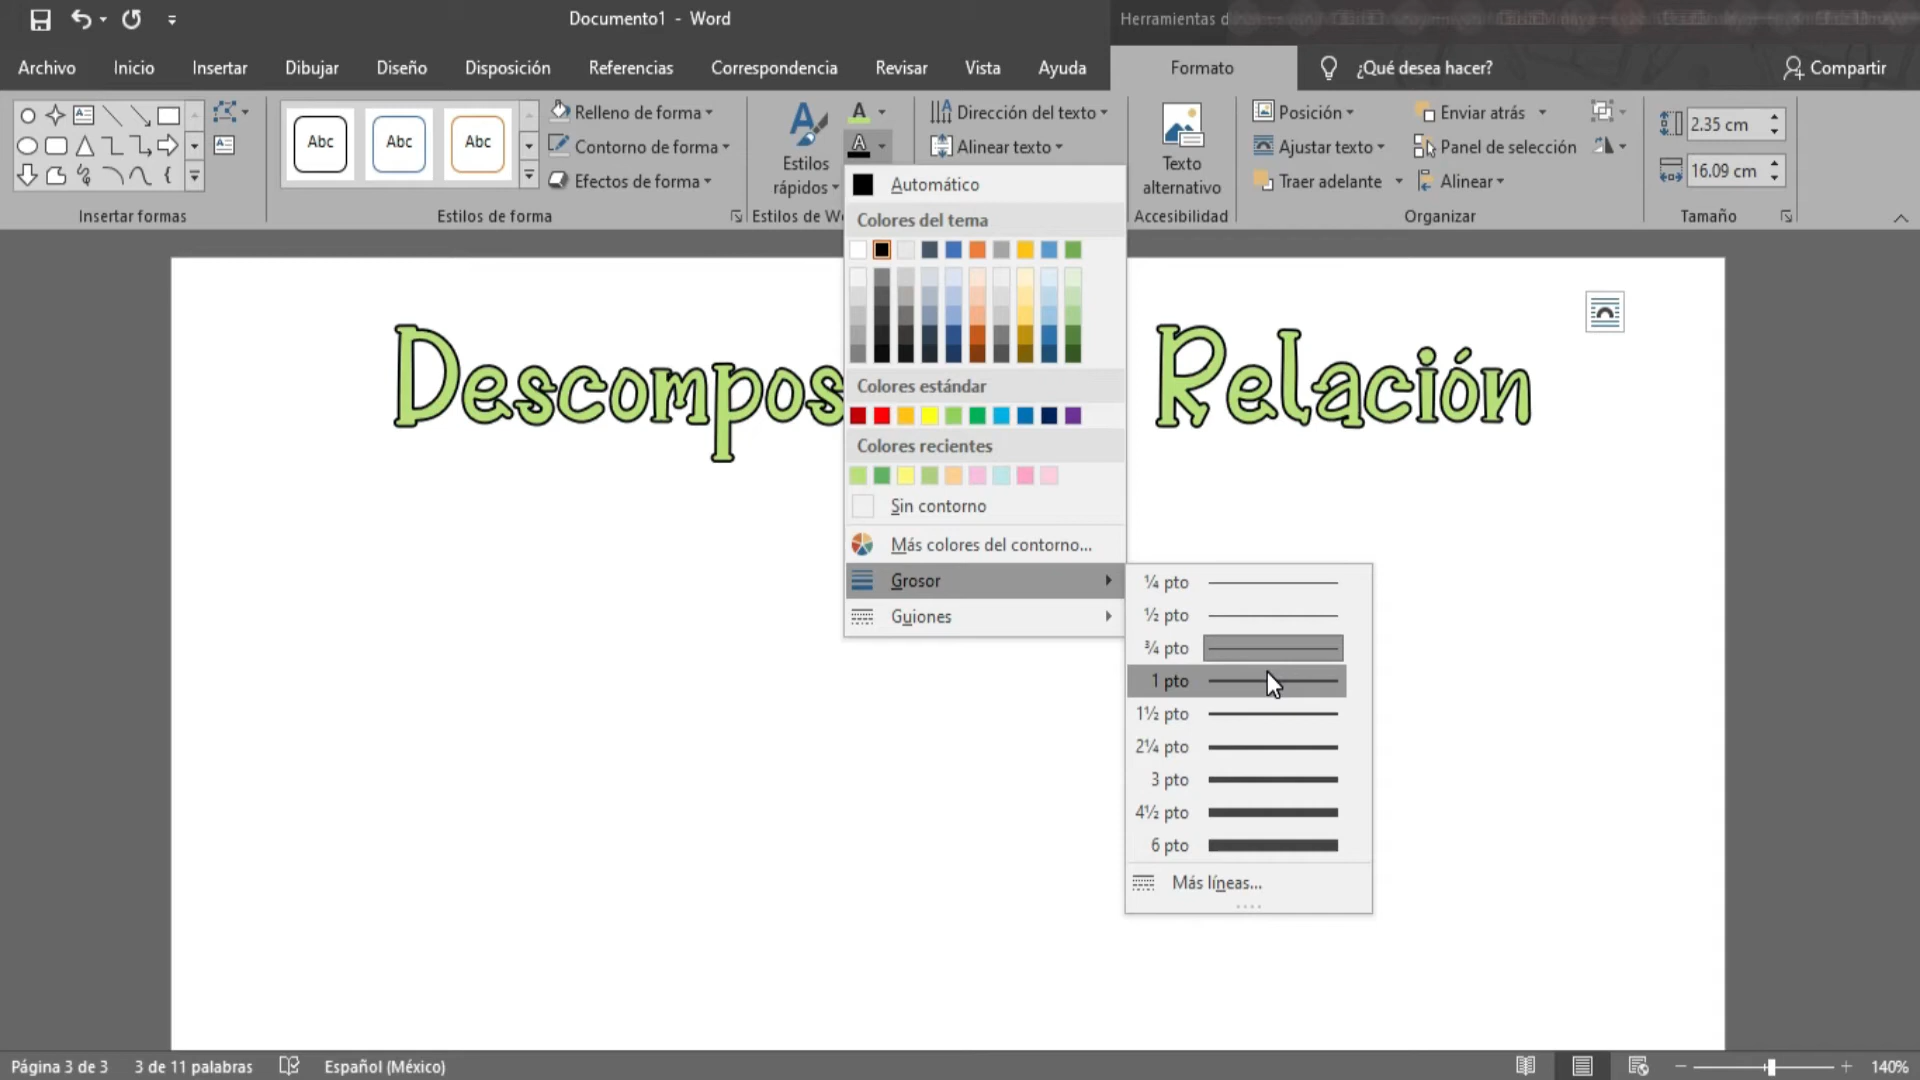 Documento1 - Word
Herramientas d
Archivo Inicio Insertar Dibujar Diseño Disposición Referencias Correspondencia Revisar Vista Ayuda Formato ¿Qué desea hacer? Compartir
Abc Abc Abc
Relleno de forma
Contorno de forma
Efectos de forma
Estilos
rápidos
A
A
Dirección del texto
Alinear texto
Texto
alternativo
Posición
Ajustar texto
Traer adelante
Enviar atrás
Panel de selección
Alinear
2.35 cm
16.09 cm
Insertar formas Estilos de forma Estilos de W Accesibilidad Organizar Tamaño
Automático
Colores del tema
Colores estándar
Colores recientes
Sin contorno
Más colores del contorno...
Grosor
Guiones
¼ pto
½ pto
¾ pto
1 pto
1½ pto
2¼ pto
3 pto
4½ pto
6 pto
Más líneas...
Descompos Relación
Página 3 de 3 3 de 11 palabras Español (México) 140%